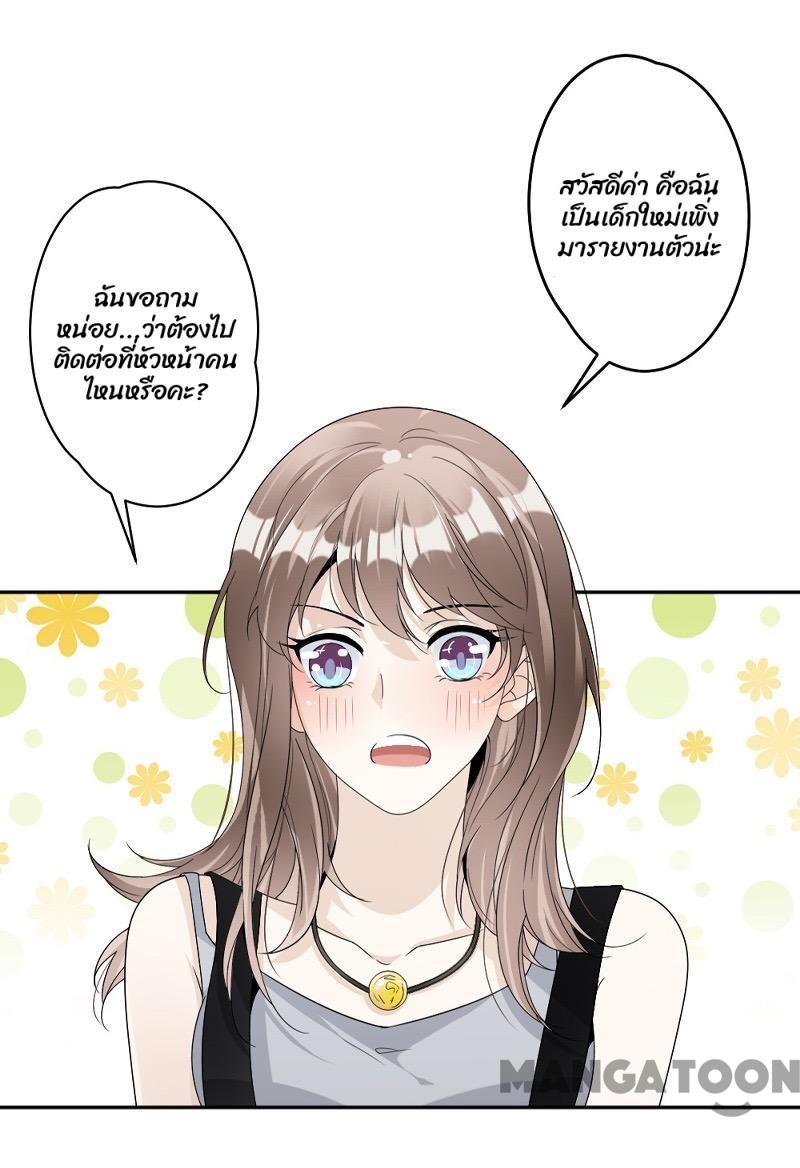 สวัสดีค่า คือฉัน
เป็นเด็กใหม่เพิ่ง
มารายงานตัวน่ะ
ฉันขอถาม
หน่อย...ว่าต้องไป
ติดต่อที่หัวหน้าคน
ไหนหรือคะ?
MANGATOON